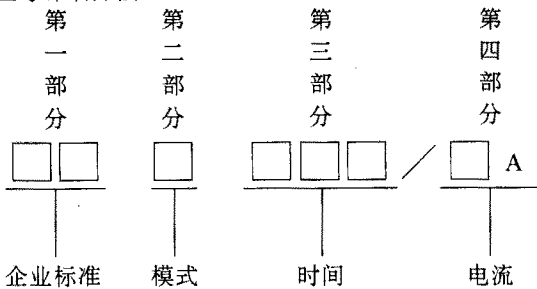 第一部分
第二部分
第三部分
第四部分
□□ □ □□□／□ A
企业标准 模式 时间 电流